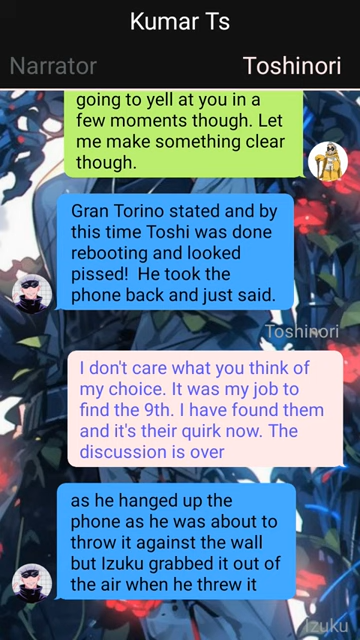 Kumar Ts
Narrator
Toshinori
going to yell at you in a
few moments though. Let
me make something clear
though.
Gran Torino stated and by
this time Toshi was done
rebooting and looked
pissed!  He took the
phone back and just said.
Toshinori
I don't care what you think of
my choice. It was my job to
find the 9th. I have found them
and it's their quirk now. The
discussion is over
as he hanged up the
phone as he was about to
throw it against the wall
but Izuku grabbed it out of
the air when he threw it
Izuku